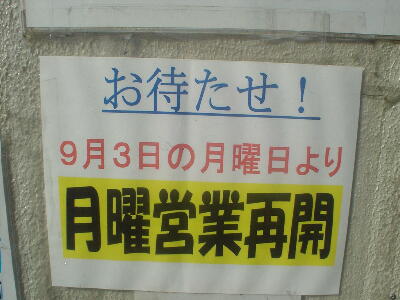 お待たせ！
９月３日の月曜日より
月曜営業再開